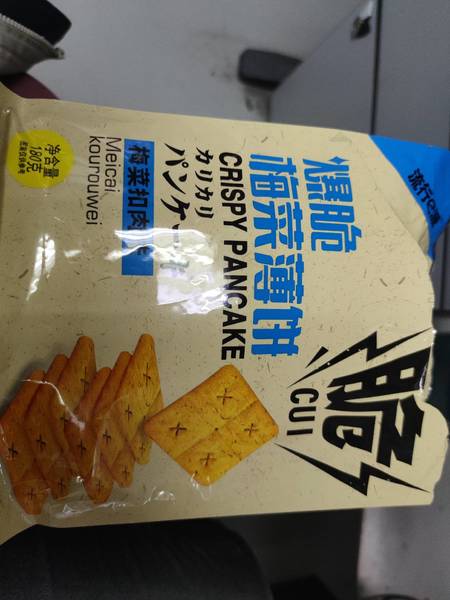 脆
CUI
爆脆
梅菜薄饼
CRISPY PANCAKE
カリカリ
パンケーキ
梅菜扣肉味
Meicai
kourouwei
净含量
180克